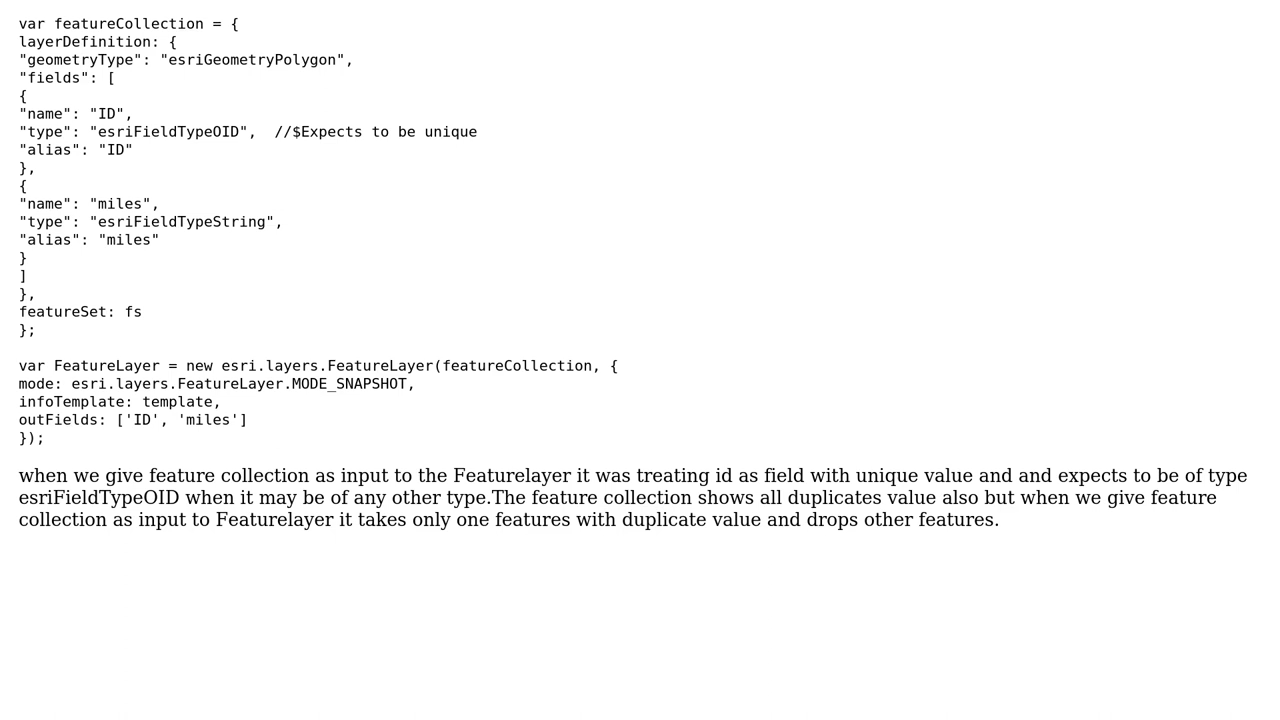 var featureCollection = {
layerDefinition: {
"geometryType": "esriGeometryPolygon",
"fields": [
{
"name": "ID",
"type": "esriFieldTypeOID",  //$Expects to be unique
"alias": "ID"
},
{
"name": "miles",
"type": "esriFieldTypeString",
"alias": "miles"
}
]
},
featureSet: fs
};

var FeatureLayer = new esri.layers.FeatureLayer(featureCollection, {
mode: esri.layers.FeatureLayer.MODE_SNAPSHOT,
infoTemplate: template,
outFields: ['ID', 'miles']
});

when we give feature collection as input to the Featurelayer it was treating id as field with unique value and and expects to be of type
esriFieldTypeOID when it may be of any other type.The feature collection shows all duplicates value also but when we give feature
collection as input to Featurelayer it takes only one features with duplicate value and drops other features.